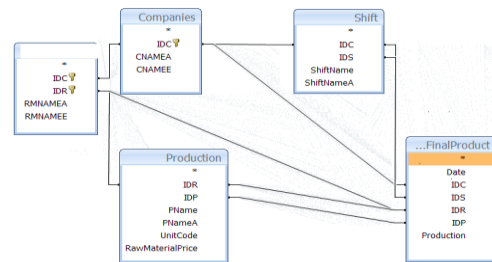 Companies
*
IDC
CNAMEA
CNAMEE
Shift
*
IDC
IDS
ShiftName
ShiftNameA
*
IDC
IDR
RMNAMEA
RMNAMEE
Production
*
IDR
IDP
PName
PNameA
UnitCode
RawMaterialPrice
...FinalProduct
*
Date
IDC
IDS
IDR
IDP
Production